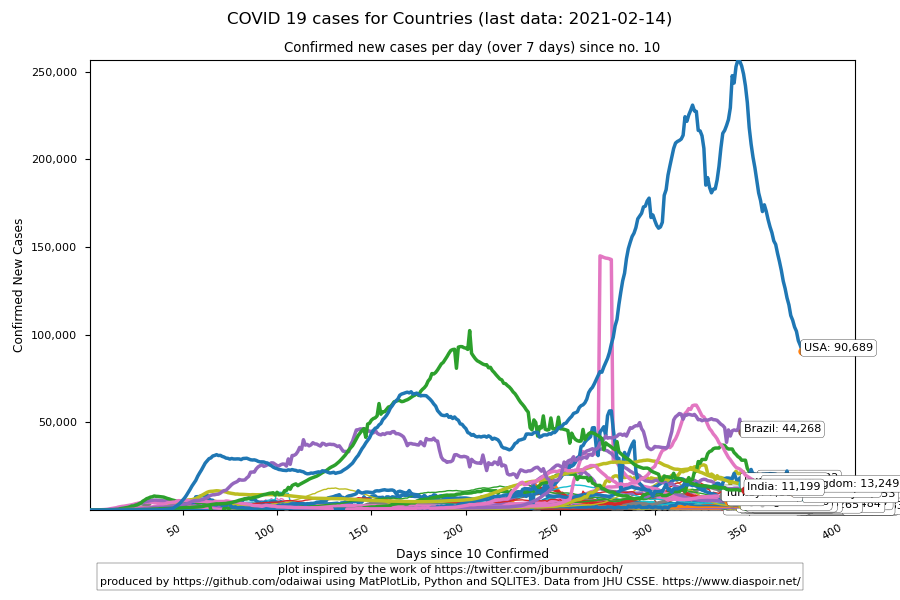 COVID 19 cases for Countries (last data: 2021-02-14)
Confirmed new cases per day (over 7 days) since no. 10
250,000
200,000
150,000
100,000
50,000
Confirmed New Cases
USA: 90,689
Brazil: 44,268
India: 11,199
gdom: 13,249
50
100
150
200
250
300
350
400
Days since 10 Confirmed
plot inspired by the work of https://twitter.com/jburnmurdoch/
produced by https://github.com/odaiwai using MatPlotLib, Python and SQLITE3. Data from JHU CSSE. https://www.diaspoir.net/